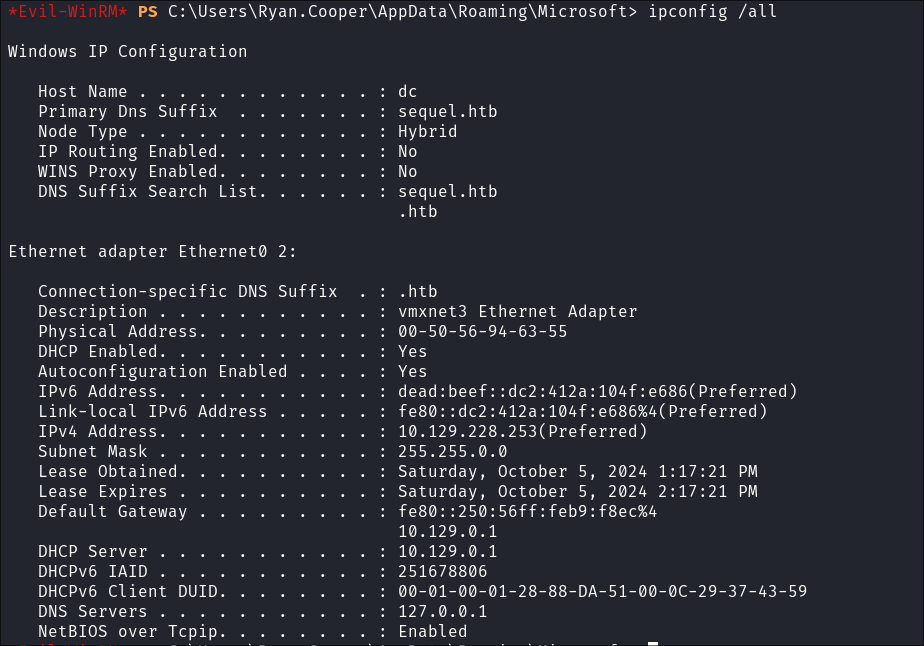 *Evil-WinRM* PS C:\Users\Ryan.Cooper\AppData\Roaming\Microsoft> ipconfig /all
Windows IP Configuration
Host Name . . . . . . . . . . . . : dc
Primary Dns Suffix  . . . . . . . : sequel.htb
Node Type . . . . . . . . . . . . : Hybrid
IP Routing Enabled. . . . . . . . : No
WINS Proxy Enabled. . . . . . . . : No
DNS Suffix Search List. . . . . . : sequel.htb
.htb
Ethernet adapter Ethernet0 2:
Connection-specific DNS Suffix  . : .htb
Description . . . . . . . . . . . : vmxnet3 Ethernet Adapter
Physical Address. . . . . . . . . : 00-50-56-94-63-55
DHCP Enabled. . . . . . . . . . . : Yes
Autoconfiguration Enabled . . . . : Yes
IPv6 Address. . . . . . . . . . . : dead:beef::dc2:412a:104f:e686(Preferred)
Link-local IPv6 Address . . . . . : fe80::dc2:412a:104f:e686%4(Preferred)
IPv4 Address. . . . . . . . . . . : 10.129.228.253(Preferred)
Subnet Mask . . . . . . . . . . . : 255.255.0.0
Lease Obtained. . . . . . . . . . : Saturday, October 5, 2024 1:17:21 PM
Lease Expires . . . . . . . . . . : Saturday, October 5, 2024 2:17:21 PM
Default Gateway . . . . . . . . . : fe80::250:56ff:feb9:f8ec%4
10.129.0.1
DHCP Server . . . . . . . . . . . : 10.129.0.1
DHCPv6 IAID . . . . . . . . . . . : 251678806
DHCPv6 Client DUID. . . . . . . . : 00-01-00-01-28-88-DA-51-00-0C-29-37-43-59
DNS Servers . . . . . . . . . . . : 127.0.0.1
NetBIOS over Tcpip. . . . . . . . : Enabled